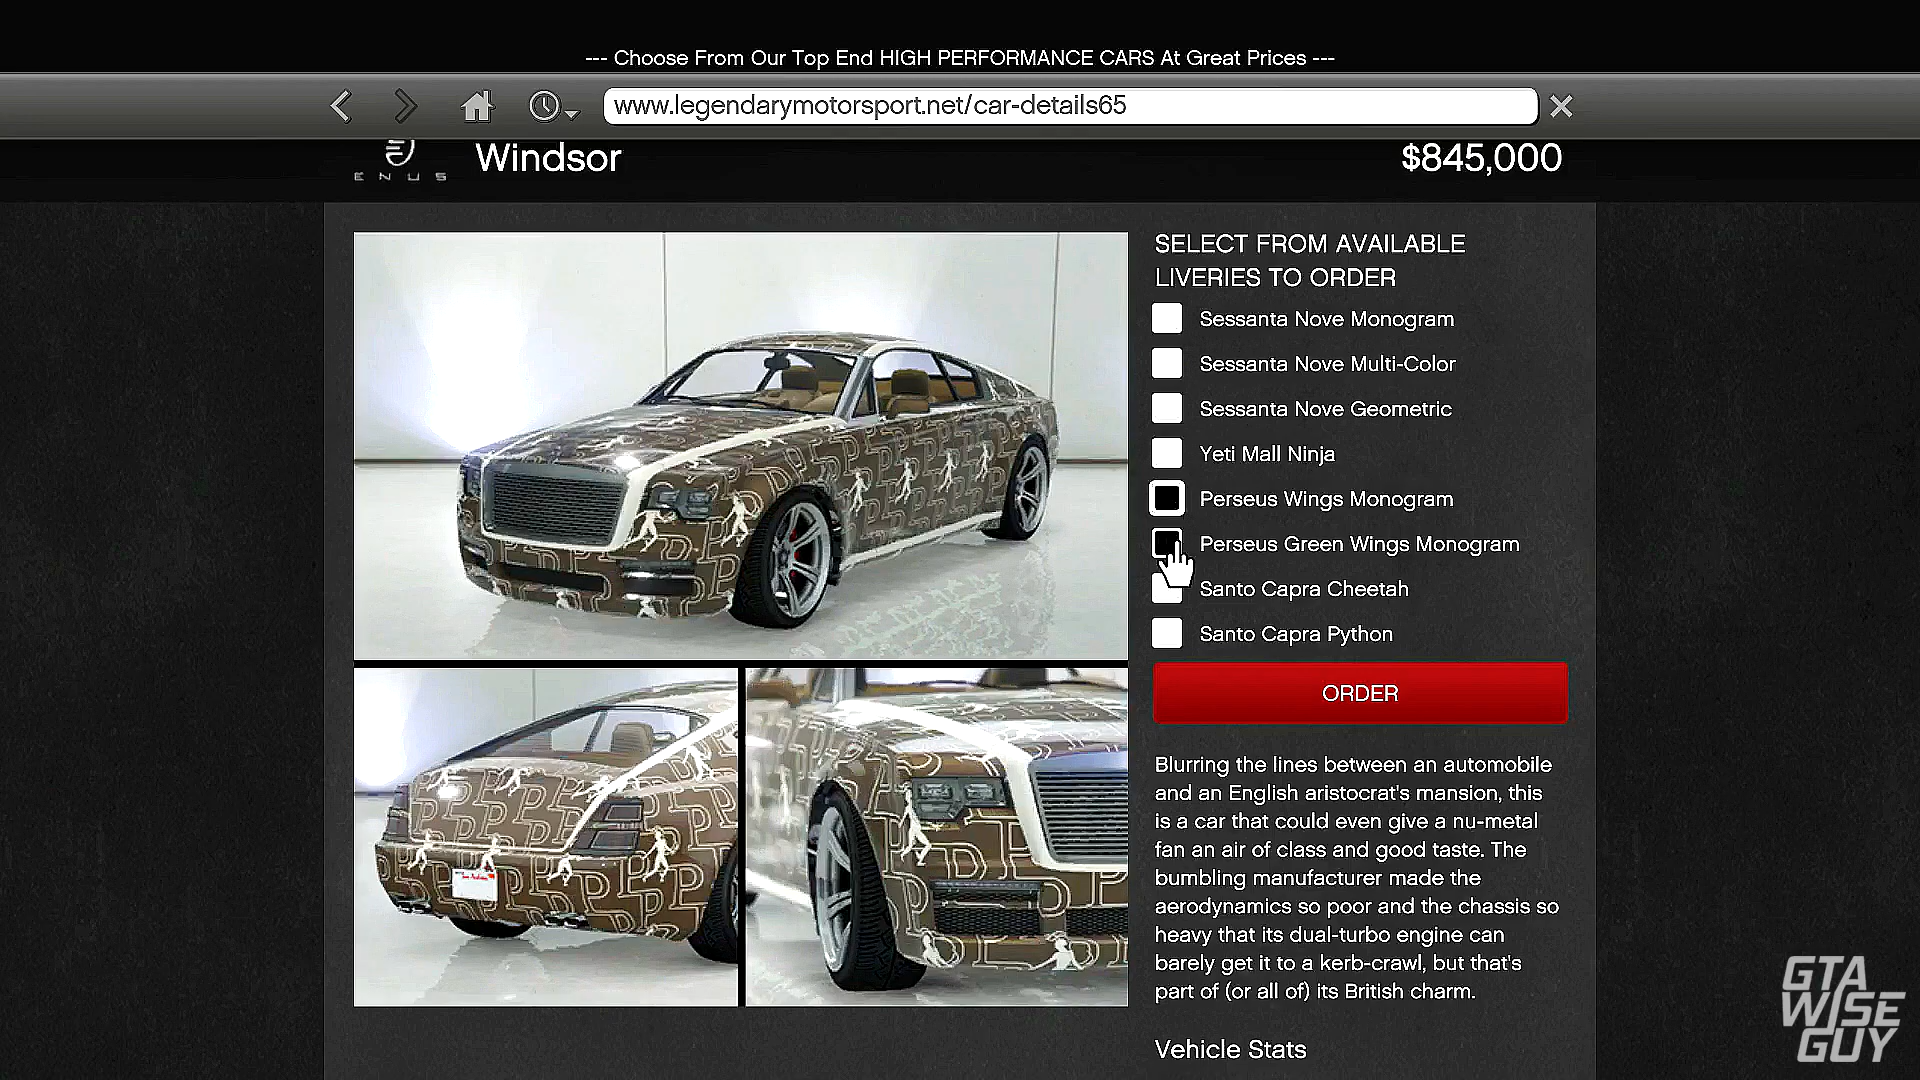 --- Choose From Our Top End HIGH PERFORMANCE CARS At Great Prices ---
www.legendarymotorsport.net/car-details65
ENUS
Windsor
$845,000
SELECT FROM AVAILABLE
LIVERIES TO ORDER
Sessanta Nove Monogram
Sessanta Nove Multi-Color
Sessanta Nove Geometric
Yeti Mall Ninja
Perseus Wings Monogram
Perseus Green Wings Monogram
Santo Capra Cheetah
Santo Capra Python
ORDER
Blurring the lines between an automobile
and an English aristocrat's mansion, this
is a car that could even give a nu-metal
fan an air of class and good taste. The
bumbling manufacturer made the
aerodynamics so poor and the chassis so
heavy that its dual-turbo engine can
barely get it to a kerb-crawl, but that's
part of (or all of) its British charm.
Vehicle Stats
GTA
WISE
GUY